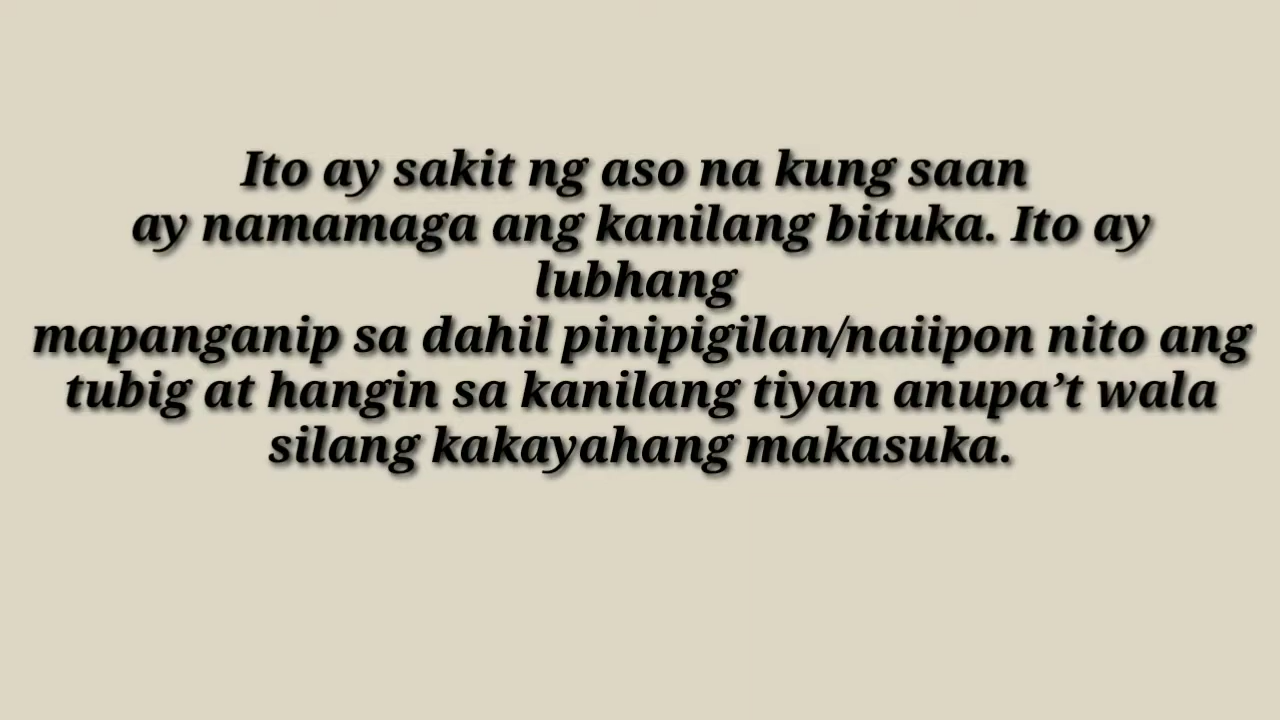 Ito ay sakit ng aso na kung saan
ay namamaga ang kanilang bituka. Ito ay
lubhang
mapanganip sa dahil pinipigilan/naiipon nito ang
tubig at hangin sa kanilang tiyan anupa’t wala
silang kakayahang makasuka.